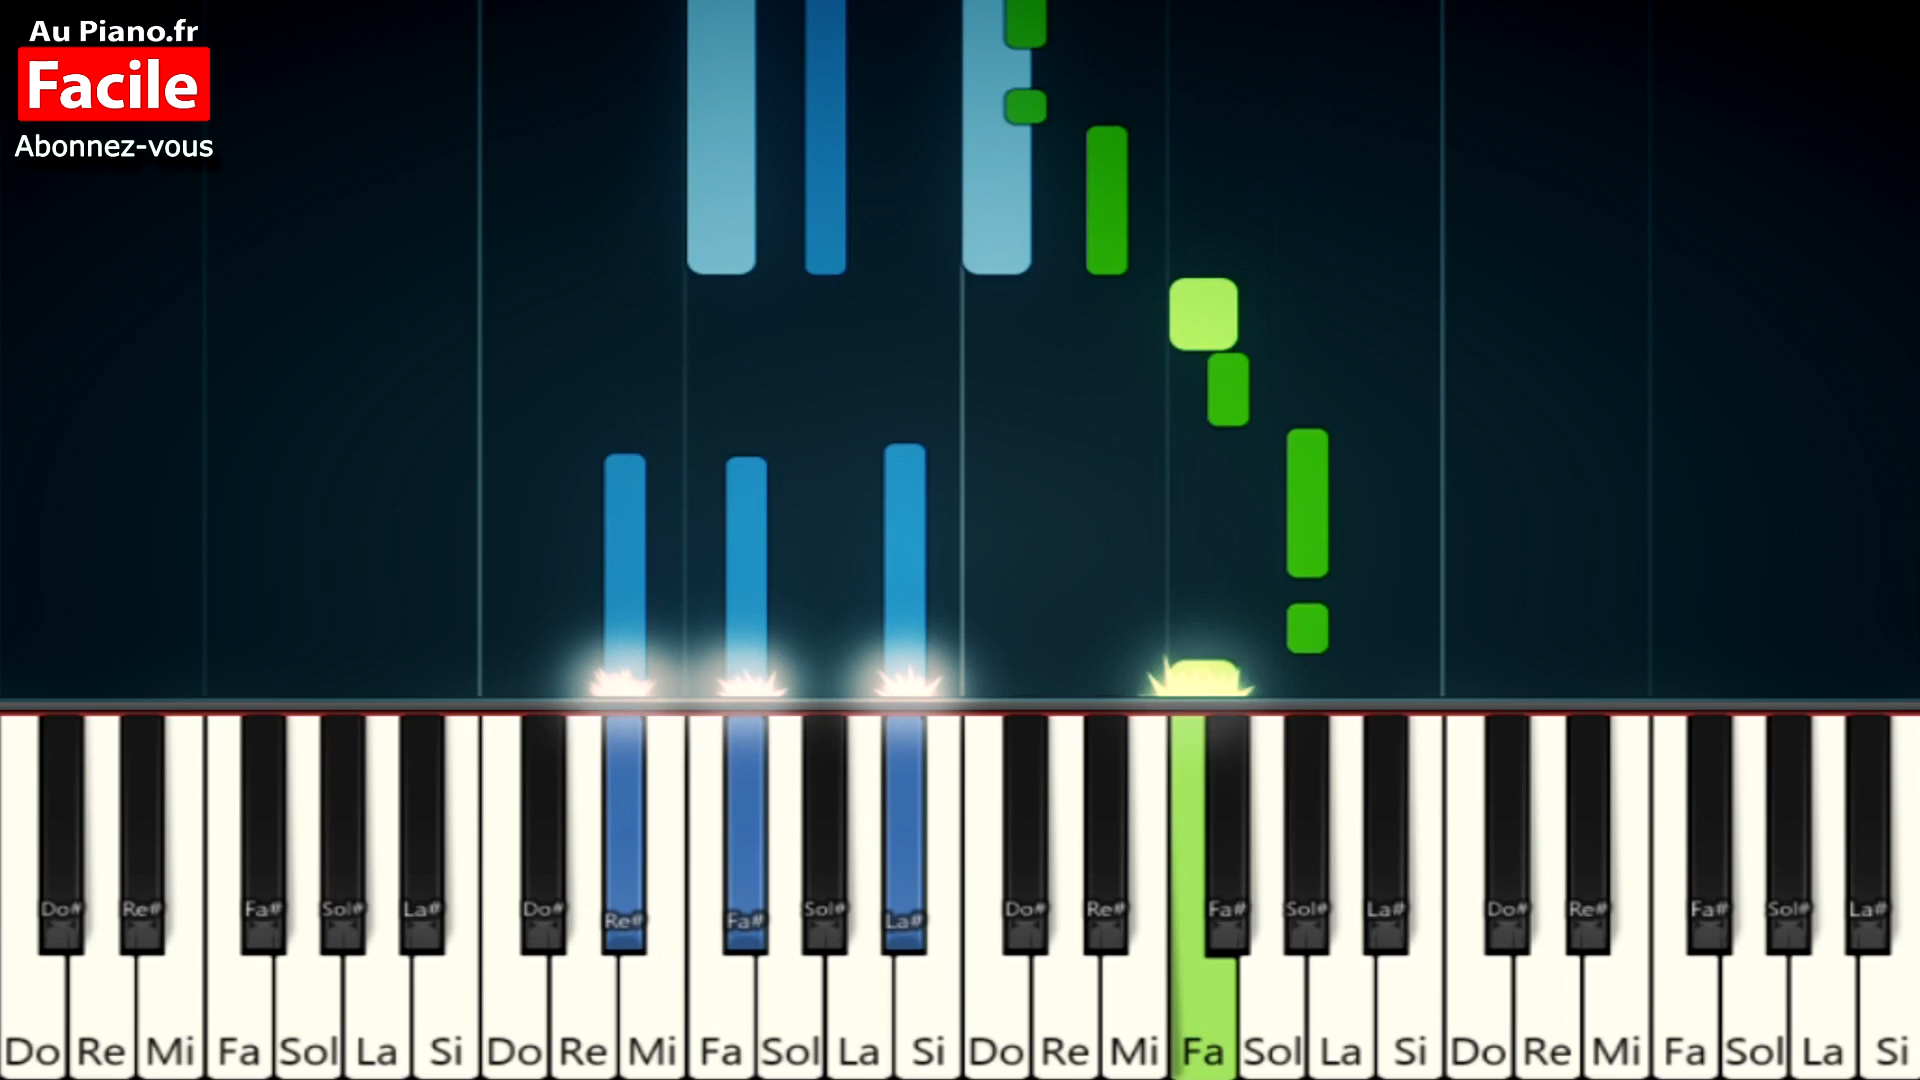 Au Piano.fr
Facile
Abonnez-vous
Do# Re# Fa# Sol# La# Do# Re# Fa# Sol# La# Do# Re# Fa# Sol# La# Do# Re# Fa# Sol# La#
Do Re Mi Fa Sol La Si Do Re Mi Fa Sol La Si Do Re Mi Fa Sol La Si Do Re Mi Fa Sol La Si